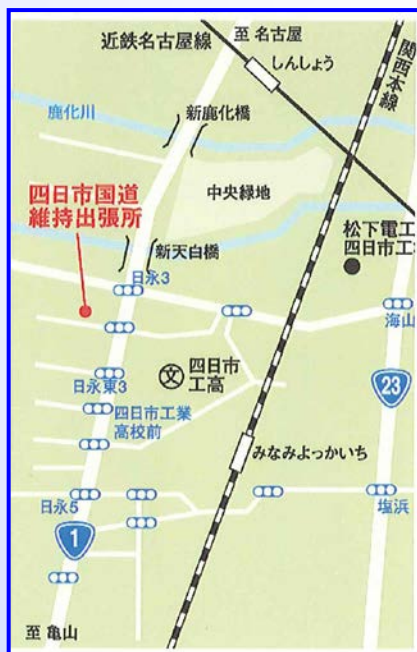 近鉄名古屋線
至 名古屋
しんしょう
関西本線
鹿化川
新鹿化橋
四日市国道
維持出張所
中央緑地
松下電工
四日市工
新天白橋
日永3
海山
日永東3
文
四日市
工高
23
四日市工業
高校前
みなみよっかいち
日永5
塩浜
1
至 亀山